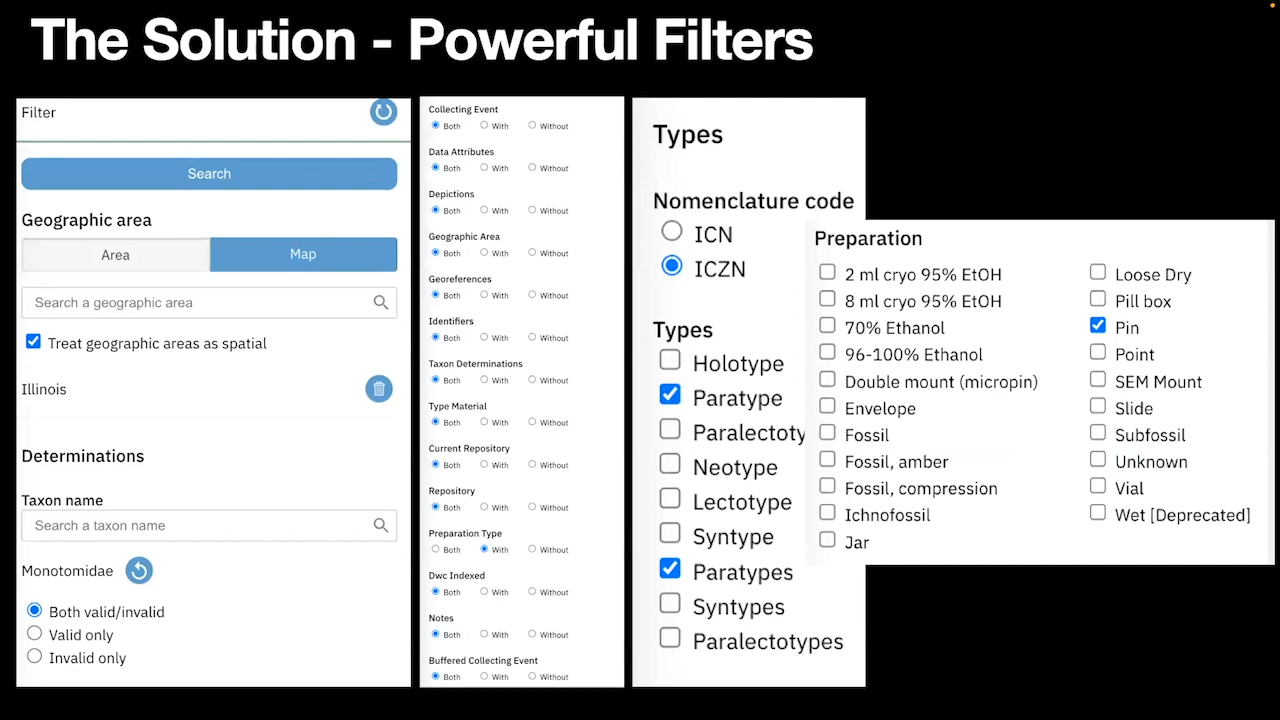 The Solution - Powerful Filters
Filter
Search
Geographic area
Area Map
Search a geographic area
Treat geographic areas as spatial
Illinois
Determinations
Taxon name
Search a taxon name
Monotomidae
Both valid/invalid
Valid only
Invalid only
Collecting Event
Both With Without
Data Attributes
Both With Without
Depictions
Both With Without
Geographic Area
Both With Without
Georeferences
Both With Without
Identifiers
Both With Without
Taxon Determinations
Both With Without
Type Material
Both With Without
Current Repository
Both With Without
Repository
Both With Without
Preparation Type
Both With Without
Dwc Indexed
Both With Without
Notes
Both With Without
Buffered Collecting Event
Both With Without
Types
Nomenclature code
ICN
ICZN
Types
Holotype
Paratype
Paralectoty
Neotype
Lectotype
Syntype
Paratypes
Syntypes
Paralectotypes
Preparation
2 ml cryo 95% EtOH
8 ml cryo 95% EtOH
70% Ethanol
96-100% Ethanol
Double mount (micropin)
Envelope
Fossil
Fossil, amber
Fossil, compression
Ichnofossil
Jar
Loose Dry
Pill box
Pin
Point
SEM Mount
Slide
Subfossil
Unknown
Vial
Wet [Deprecated]